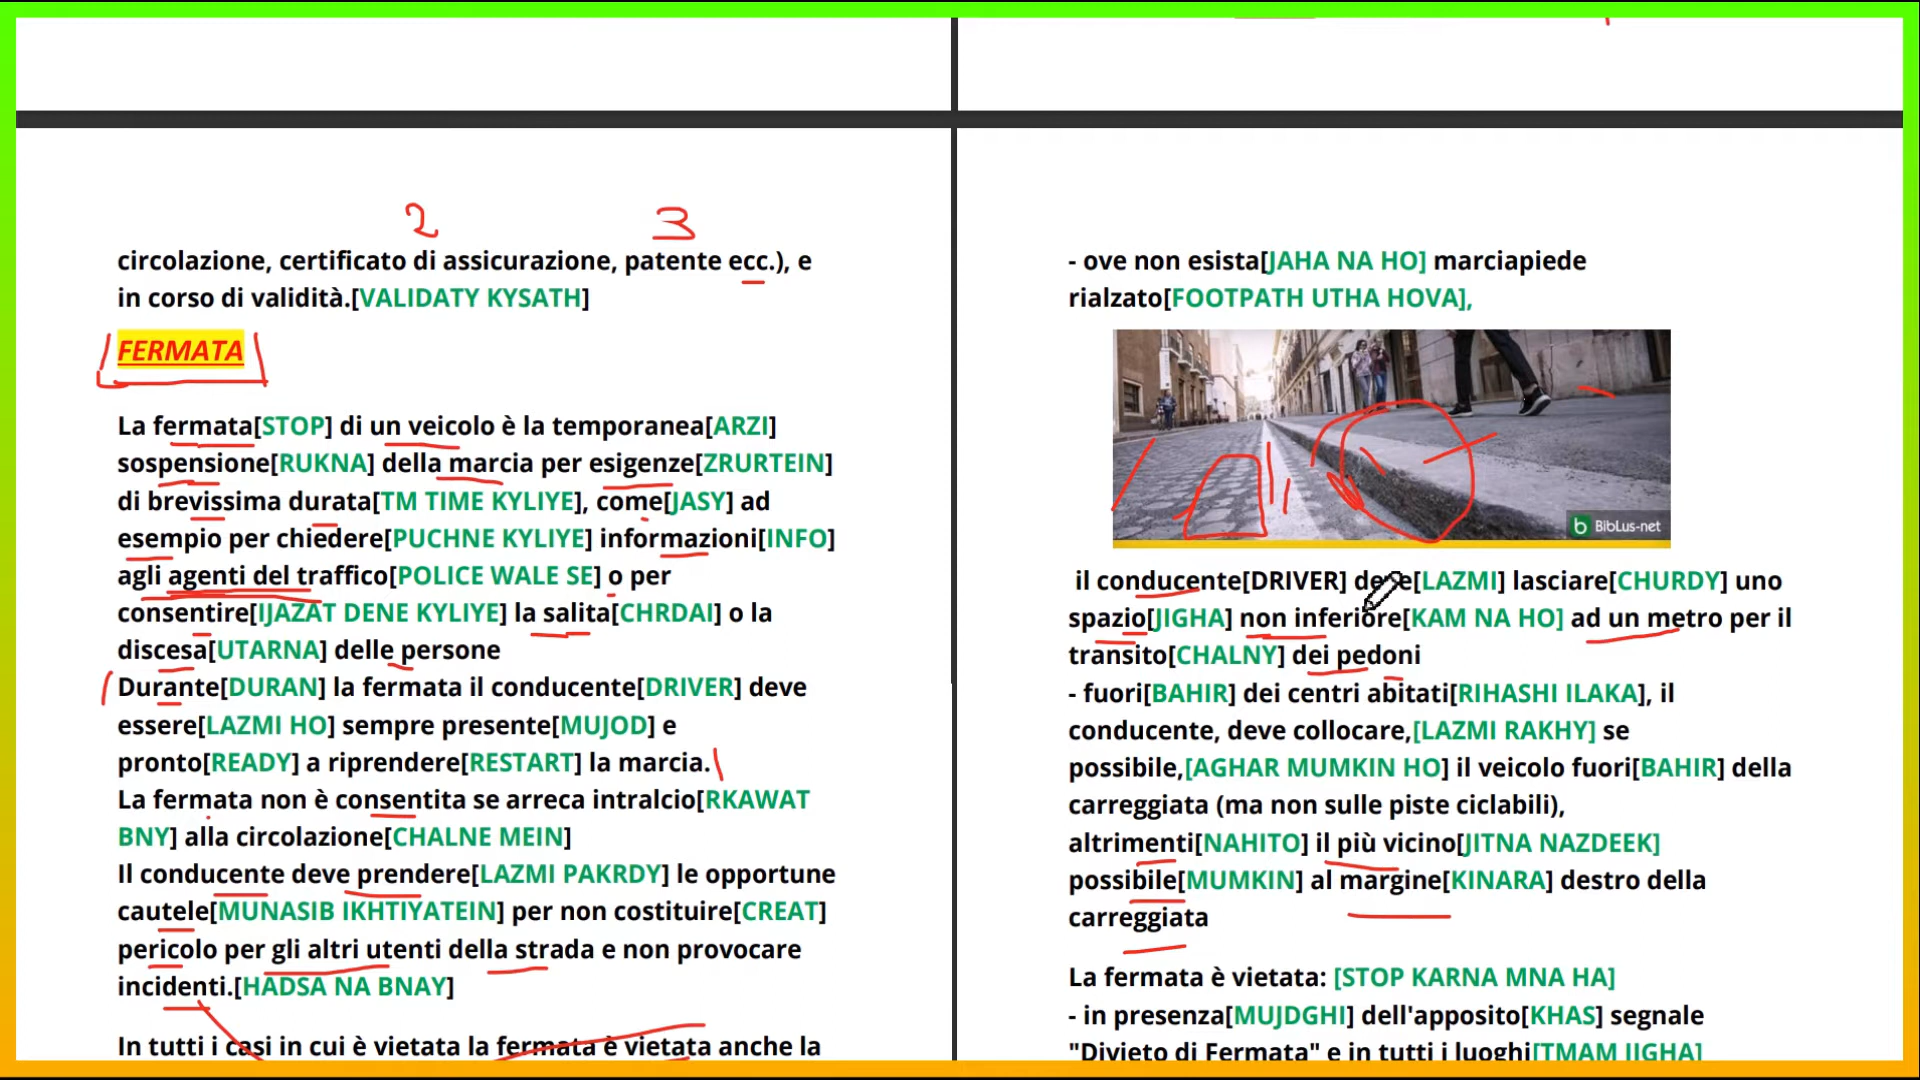 2 3
circolazione, certificato di assicurazione, patente ecc.), e
in corso di validità.[VALIDATY KYSATH]
FERMATA
La fermata[STOP] di un veicolo è la temporanea[ARZI]
sospensione[RUKNA] della marcia per esigenze[ZRURTEIN]
di brevissima durata[TM TIME KYLIYE], come[JASY] ad
esempio per chiedere[PUCHNE KYLIYE] informazioni[INFO]
agli agenti del traffico[POLICE WALE SE] o per
consentire[IJAZAT DENE KYLIYE] la salita[CHRDAI] o la
discesa[UTARNA] delle persone
Durante[DURAN] la fermata il conducente[DRIVER] deve
essere[LAZMI HO] sempre presente[MUJOD] e
pronto[READY] a riprendere[RESTART] la marcia.
La fermata non è consentita se arreca intralcio[RKAWAT
BNY] alla circolazione[CHALNE MEIN]
Il conducente deve prendere[LAZMI PAKRDY] le opportune
cautele[MUNASIB IKHTIYATEIN] per non costituire[CREAT]
pericolo per gli altri utenti della strada e non provocare
incidenti.[HADSA NA BNAY]
In tutti i casi in cui è vietata la fermata è vietata anche la
- ove non esista[JAHA NA HO] marciapiede
rialzato[FOOTPATH UTHA HOVA],
BibLus-net
il conducente[DRIVER] deve[LAZMI] lasciare[CHURDY] uno
spazio[JIGHA] non inferiore[KAM NA HO] ad un metro per il
transito[CHALNY] dei pedoni
- fuori[BAHIR] dei centri abitati[RIHASHI ILAKA], il
conducente, deve collocare,[LAZMI RAKHY] se
possibile,[AGHAR MUMKIN HO] il veicolo fuori[BAHIR] della
carreggiata (ma non sulle piste ciclabili),
altrimenti[NAHITO] il più vicino[JITNA NAZDEEK]
possibile[MUMKIN] al margine[KINARA] destro della
carreggiata
La fermata è vietata: [STOP KARNA MNA HA]
- in presenza[MUJDGHI] dell'apposito[KHAS] segnale
"Divieto di Fermata" e in tutti i luoghi[TMAM JIGHA]